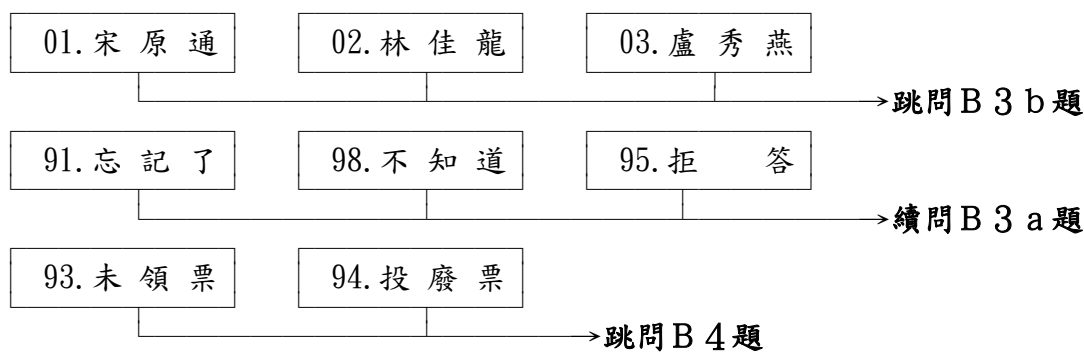 01.宋原通 02.林佳龍 03.盧秀燕
跳問B3b題
91.忘記了 98.不知道 95.拒 答
續問B3a題
93.未領票 94.投廢票
跳問B4題